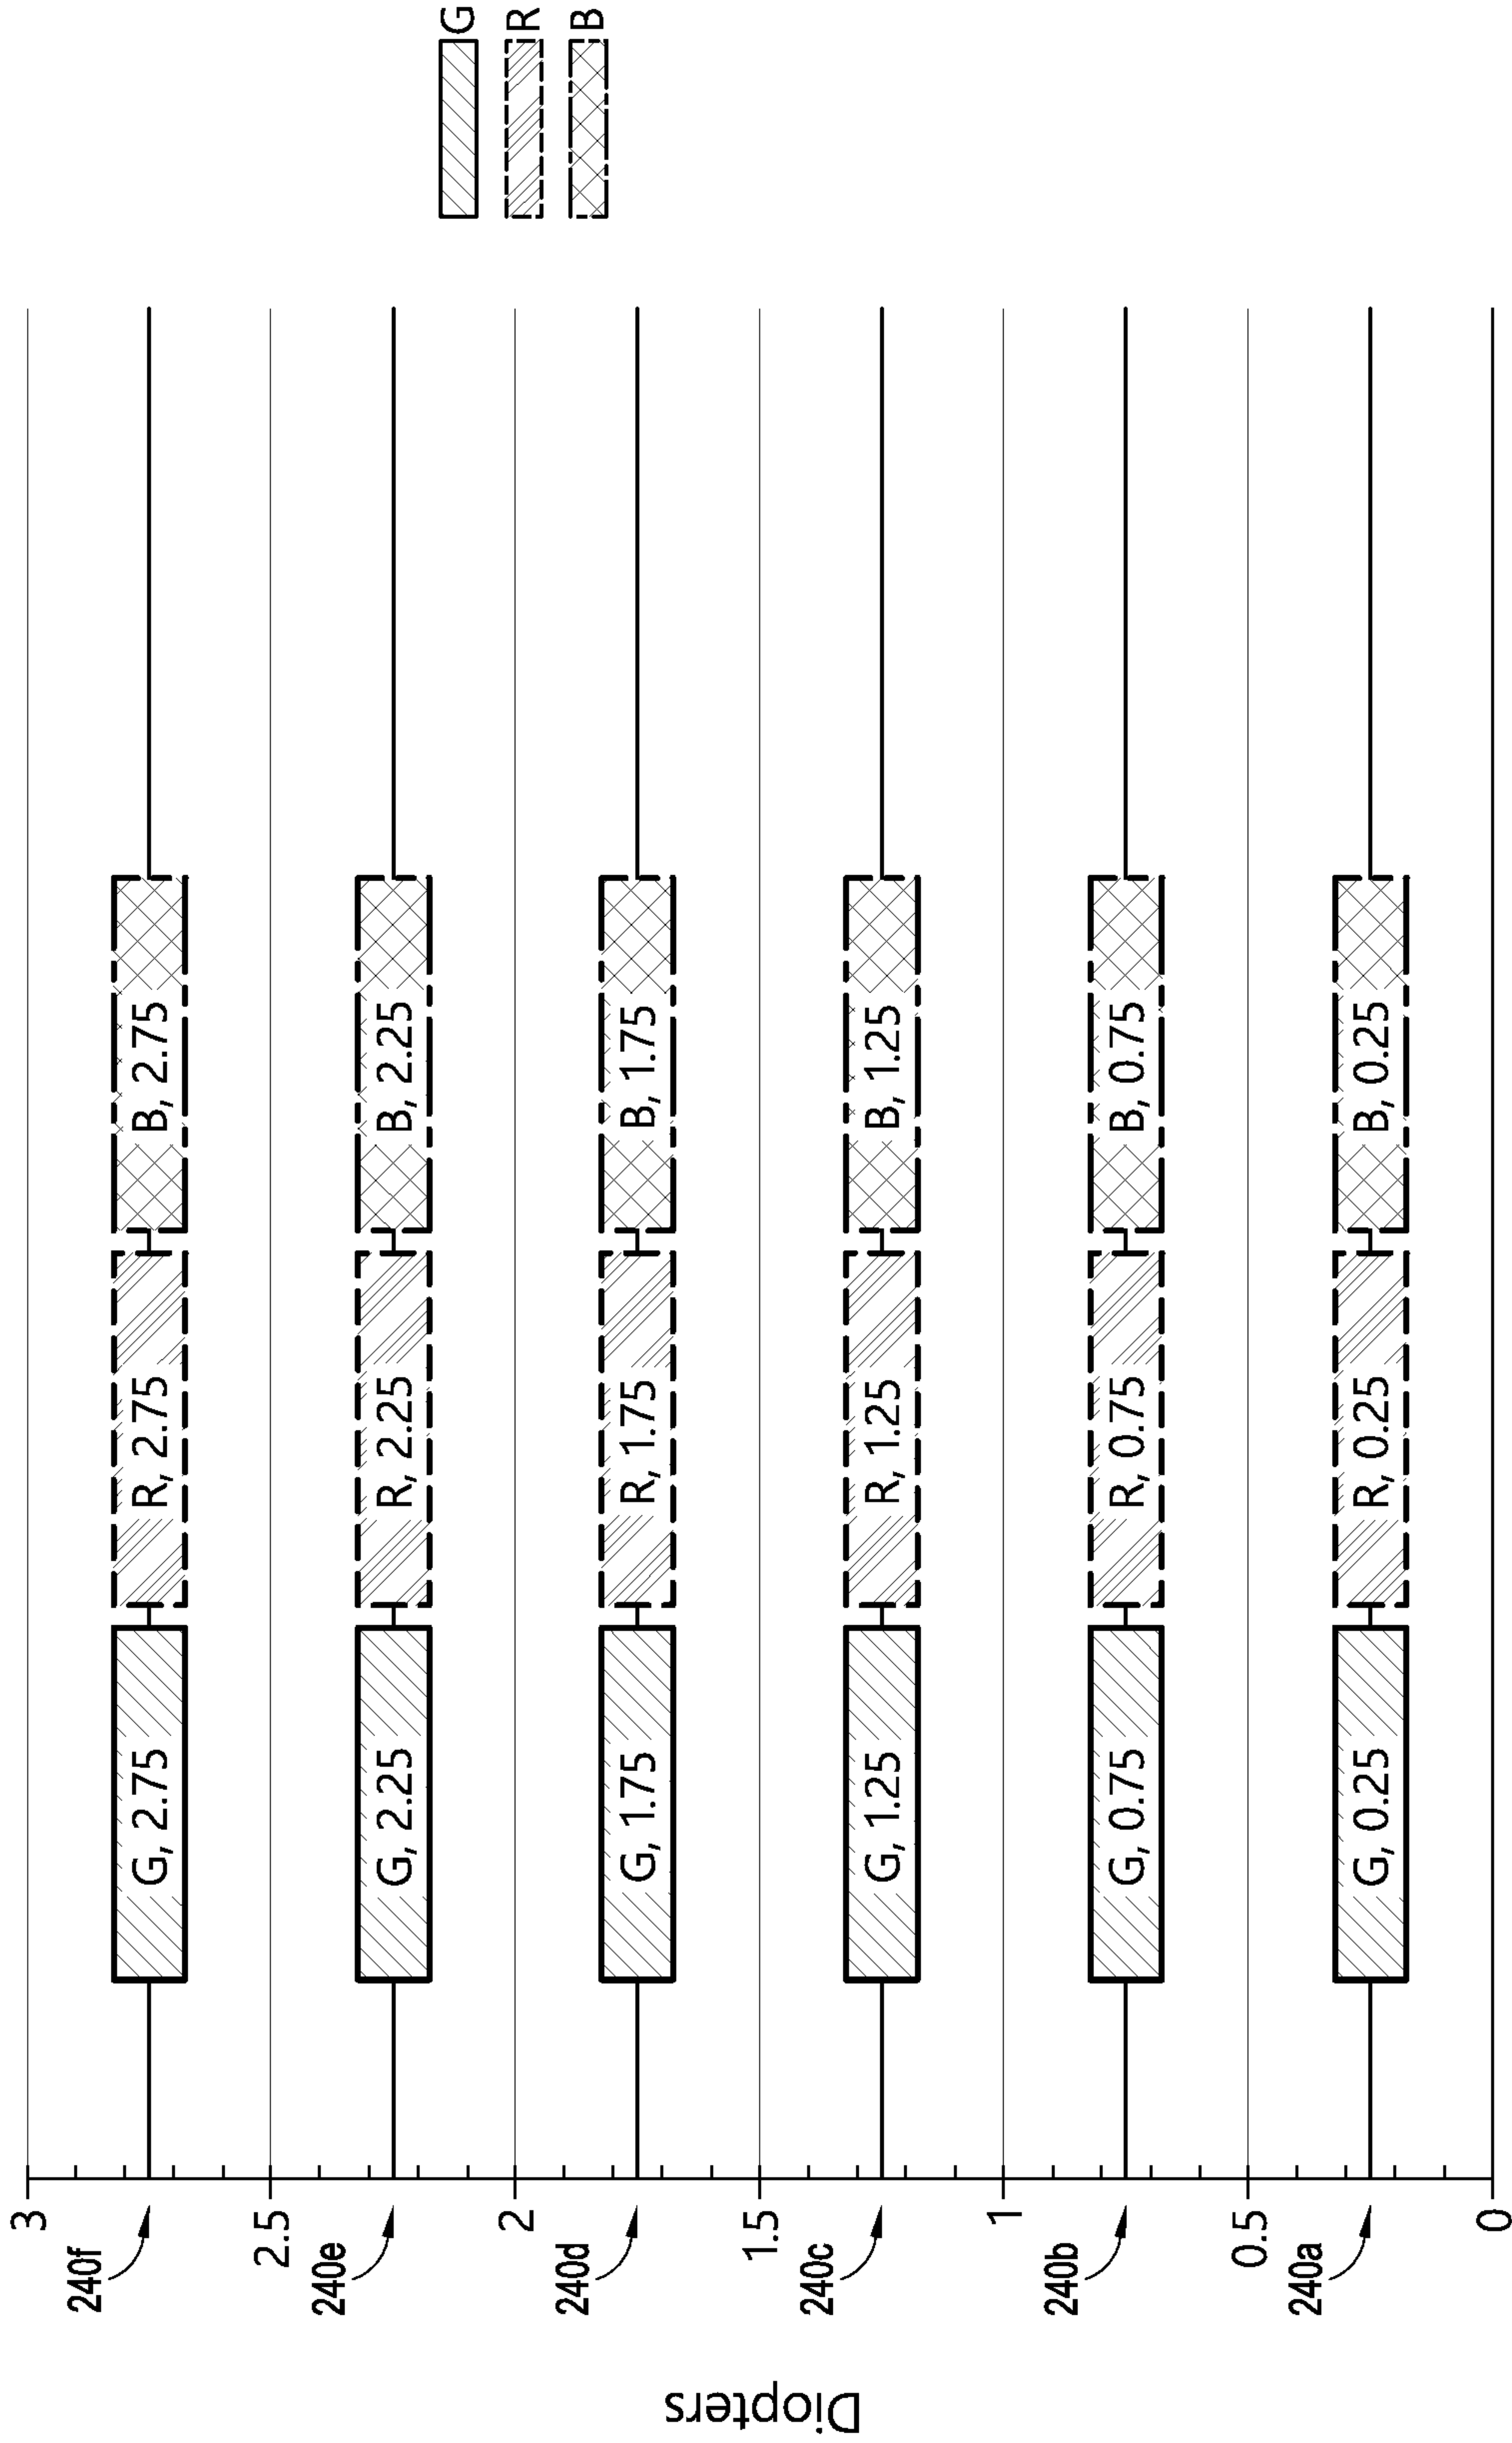 Diopters
3
240f
G, 2.75
R, 2.75
B, 2.75
2.5
240e
G, 2.25
R, 2.25
B, 2.25
2
240d
G, 1.75
R, 1.75
B, 1.75
1.5
240c
G, 1.25
R, 1.25
B, 1.25
1
240b
G, 0.75
R, 0.75
B, 0.75
0.5
240a
G, 0.25
R, 0.25
B, 0.25
0
G
R
B